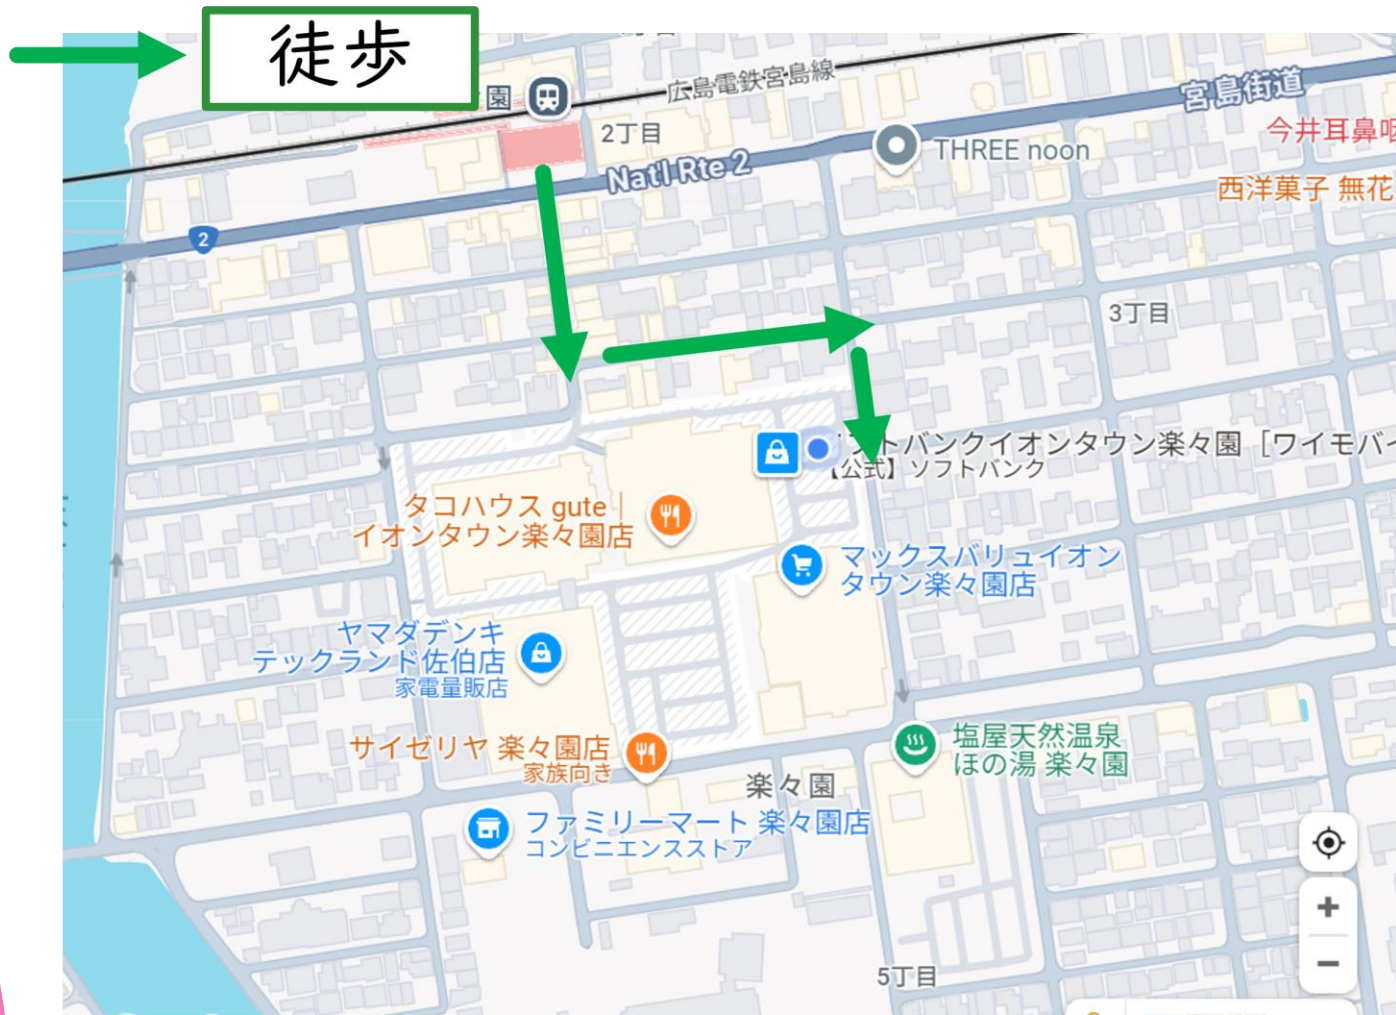 徒歩
園
広島電鉄宮島線
宮島街道
2丁目
THREE noon
今井耳鼻咽
Nat'l Rte 2
西洋菓子 無花
2
3丁目
フトバンクイオンタウン楽々園［ワイモバイ
【公式】ソフトバンク
タコハウス gute｜
イオンタウン楽々園店
マックスバリュイオン
タウン楽々園店
ヤマダデンキ
テックランド佐伯店
家電量販店
塩屋天然温泉
ほの湯 楽々園
サイゼリヤ 楽々園店
家族向き
楽々園
ファミリーマート 楽々園店
コンビニエンスストア
5丁目